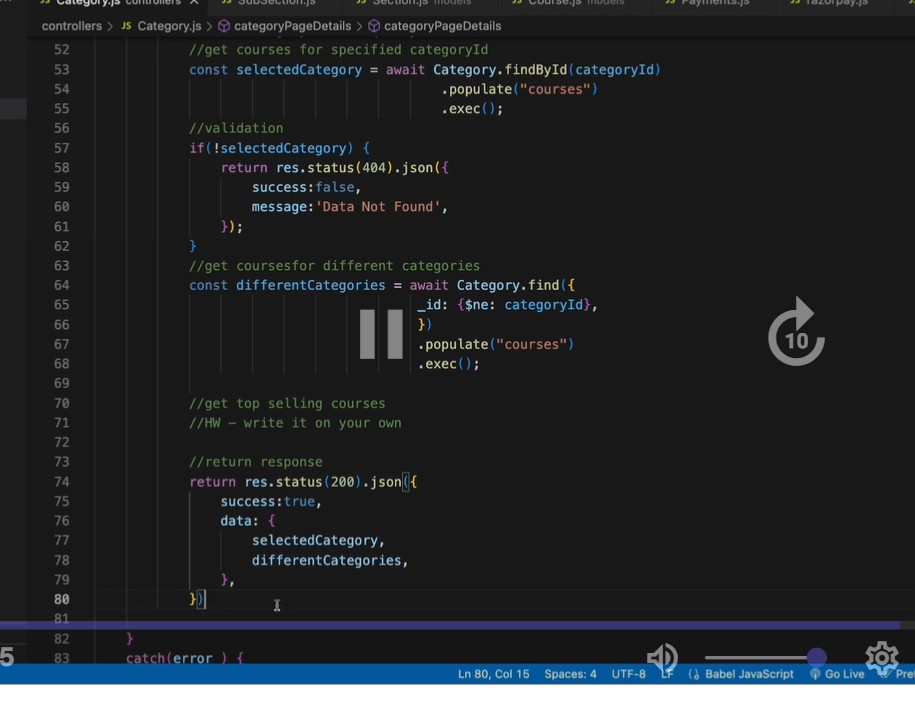 Category.js controllers SubSection.js Section.js models Course.js models Payments.js razorpay.js
controllers > JS Category.js > categoryPageDetails > categoryPageDetails
52 //get courses for specified categoryId
53 const selectedCategory = await Category.findById(categoryId)
54 .populate("courses")
55 .exec();
56 //validation
57 if(!selectedCategory) {
58 return res.status(404).json({
59 success:false,
60 message:'Data Not Found',
61 });
62 }
63 //get coursesfor different categories
64 const differentCategories = await Category.find({
65 _id: {$ne: categoryId},
66 })
67 .populate("courses")
68 .exec();
69
70 //get top selling courses
71 //HW - write it on your own
72
73 //return response
74 return res.status(200).json({
75 success:true,
76 data: {
77 selectedCategory,
78 differentCategories,
79 },
80 })
81
82 }
83 catch(error ) {
10
5
Ln 80, Col 15 Spaces: 4 UTF-8 LF {} Babel JavaScript Go Live